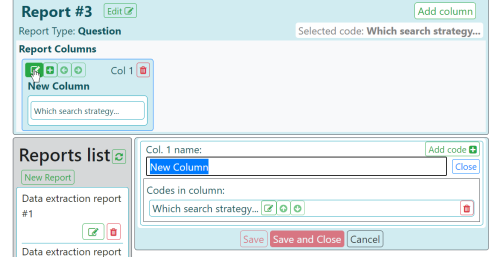 Report #3 Edit Add column
Report Type: Question Selected code: Which search strategy...
Report Columns
Col 1
New Column
Which search strategy...
Reports list
New Report
Data extraction report
#1
Data extraction report
Col. 1 name: Add code
New Column Close
Codes in column:
Which search strategy...
Save Save and Close Cancel